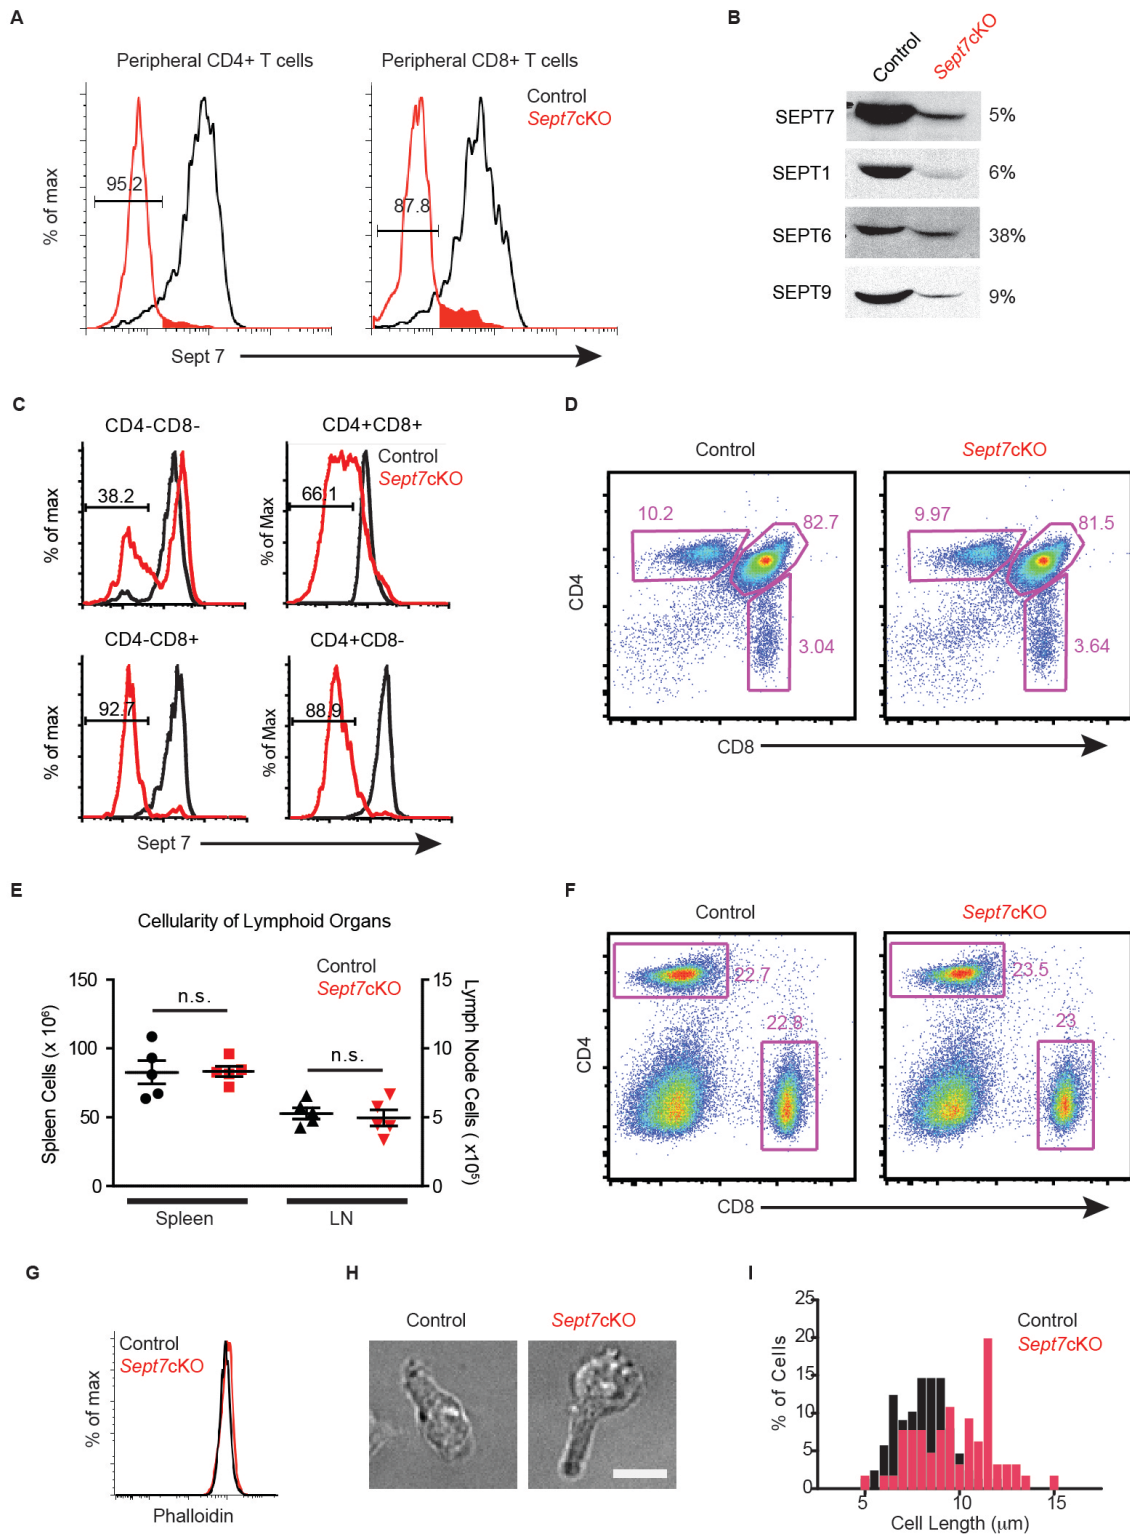 A
Peripheral CD4+ T cells
Peripheral CD8+ T cells
Control
Sept7cKO
% of max
95.2
87.8
Sept 7
B
Control
Sept7cKO
SEPT7
5%
SEPT1
6%
SEPT6
38%
SEPT9
9%
C
CD4-CD8-
CD4+CD8+
Control
Sept7cKO
% of max
38.2
% of Max
66.1
CD4-CD8+
CD4+CD8-
% of max
92.7
% of Max
88.9
Sept 7
D
Control
Sept7cKO
10.2
82.7
3.04
9.97
81.5
3.64
CD4
CD8
E
Cellularity of Lymphoid Organs
Control
Sept7cKO
n.s.
n.s.
150
100
50
0
15
10
5
0
Spleen Cells (x 10⁶)
Lymph Node Cells ( x10⁵)
Spleen
LN
F
Control
Sept7cKO
22.7
22.8
23.5
23
CD4
CD8
G
Control
Sept7cKO
% of max
Phalloidin
H
Control
Sept7cKO
I
25
20
15
10
5
0
Control
Sept7cKO
% of Cells
5
10
15
Cell Length (μm)